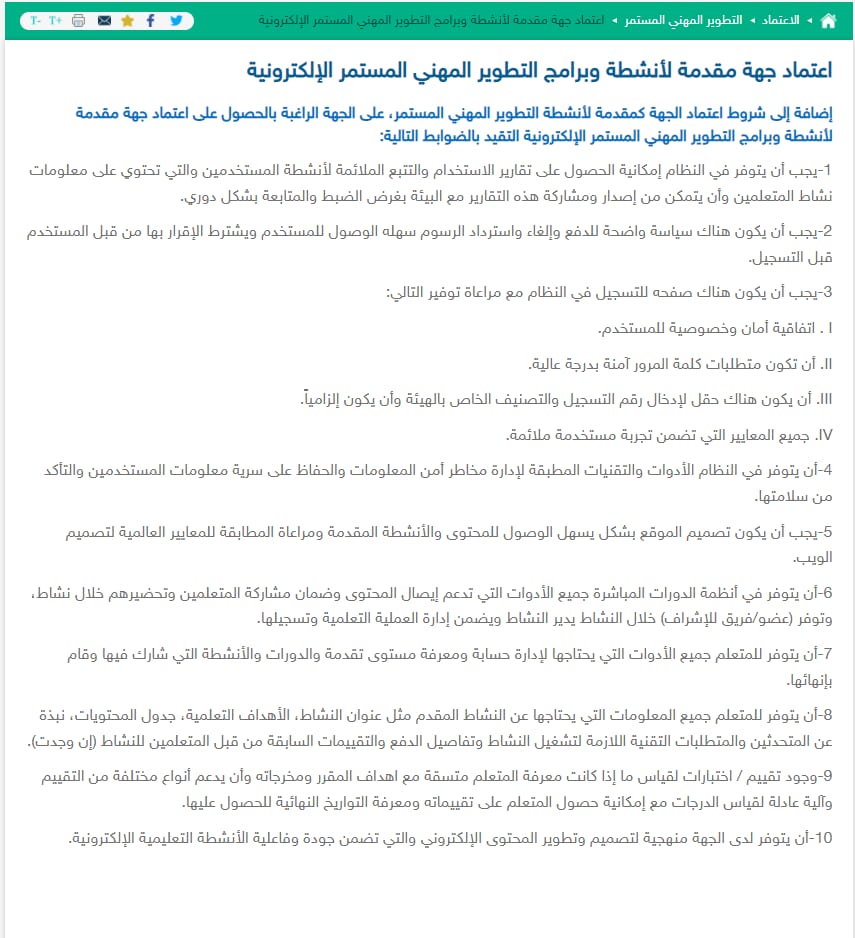 الاعتماد ◂ التطوير المهني المستمر ◂ اعتماد جهة مقدمة لأنشطة وبرامج التطوير المهني المستمر الإلكترونية
T- T+
اعتماد جهة مقدمة لأنشطة وبرامج التطوير المهني المستمر الإلكترونية
إضافة إلى شروط اعتماد الجهة كمقدمة لأنشطة التطوير المهني المستمر، على الجهة الراغبة بالحصول على اعتماد جهة مقدمة
لأنشطة وبرامج التطوير المهني المستمر الإلكترونية التقيد بالضوابط التالية:
1-يجب أن يتوفر في النظام إمكانية الحصول على تقارير الاستخدام والتتبع الملائمة لأنشطة المستخدمين والتي تحتوي على معلومات
نشاط المتعلمين وأن يتمكن من إصدار ومشاركة هذه التقارير مع البيئة بغرض الضبط والمتابعة بشكل دوري.
2-يجب أن يكون هناك سياسة واضحة للدفع وإلغاء واسترداد الرسوم سهله الوصول للمستخدم ويشترط الإقرار بها من قبل المستخدم
قبل التسجيل.
3-يجب أن يكون هناك صفحه للتسجيل في النظام مع مراعاة توفير التالي:
I . اتفاقية أمان وخصوصية للمستخدم.
II. أن تكون متطلبات كلمة المرور آمنة بدرجة عالية.
III. أن يكون هناك حقل لإدخال رقم التسجيل والتصنيف الخاص بالهيئة وأن يكون إلزامياً.
IV. جميع المعايير التي تضمن تجربة مستخدمة ملائمة.
4-أن يتوفر في النظام الأدوات والتقنيات المطبقة لإدارة مخاطر أمن المعلومات والحفاظ على سرية معلومات المستخدمين والتأكد
من سلامتها.
5-يجب أن يكون تصميم الموقع بشكل يسهل الوصول للمحتوى والأنشطة المقدمة ومراعاة المطابقة للمعايير العالمية لتصميم
الويب.
6-أن يتوفر في أنظمة الدورات المباشرة جميع الأدوات التي تدعم إيصال المحتوى وضمان مشاركة المتعلمين وتحضيرهم خلال نشاط،
وتوفر (عضو/فريق للإشراف) خلال النشاط يدير النشاط ويضمن إدارة العملية التعلمية وتسجيلها.
7-أن يتوفر للمتعلم جميع الأدوات التي يحتاجها لإدارة حسابة ومعرفة مستوى تقدمة والدورات والأنشطة التي شارك فيها وقام
بإنهائها.
8-أن يتوفر للمتعلم جميع المعلومات التي يحتاجها عن النشاط المقدم مثل عنوان النشاط، الأهداف التعلمية، جدول المحتويات، نبذة
عن المتحدثين والمتطلبات التقنية اللازمة لتشغيل النشاط وتفاصيل الدفع والتقييمات السابقة من قبل المتعلمين للنشاط (إن وجدت).
9-وجود تقييم / اختبارات لقياس ما إذا كانت معرفة المتعلم متسقة مع اهداف المقرر ومخرجاته وأن يدعم أنواع مختلفة من التقييم
وآلية عادلة لقياس الدرجات مع إمكانية حصول المتعلم على تقييماته ومعرفة التواريخ النهائية للحصول عليها.
10-أن يتوفر لدى الجهة منهجية لتصميم وتطوير المحتوى الإلكتروني والتي تضمن جودة وفاعلية الأنشطة التعليمية الإلكترونية.